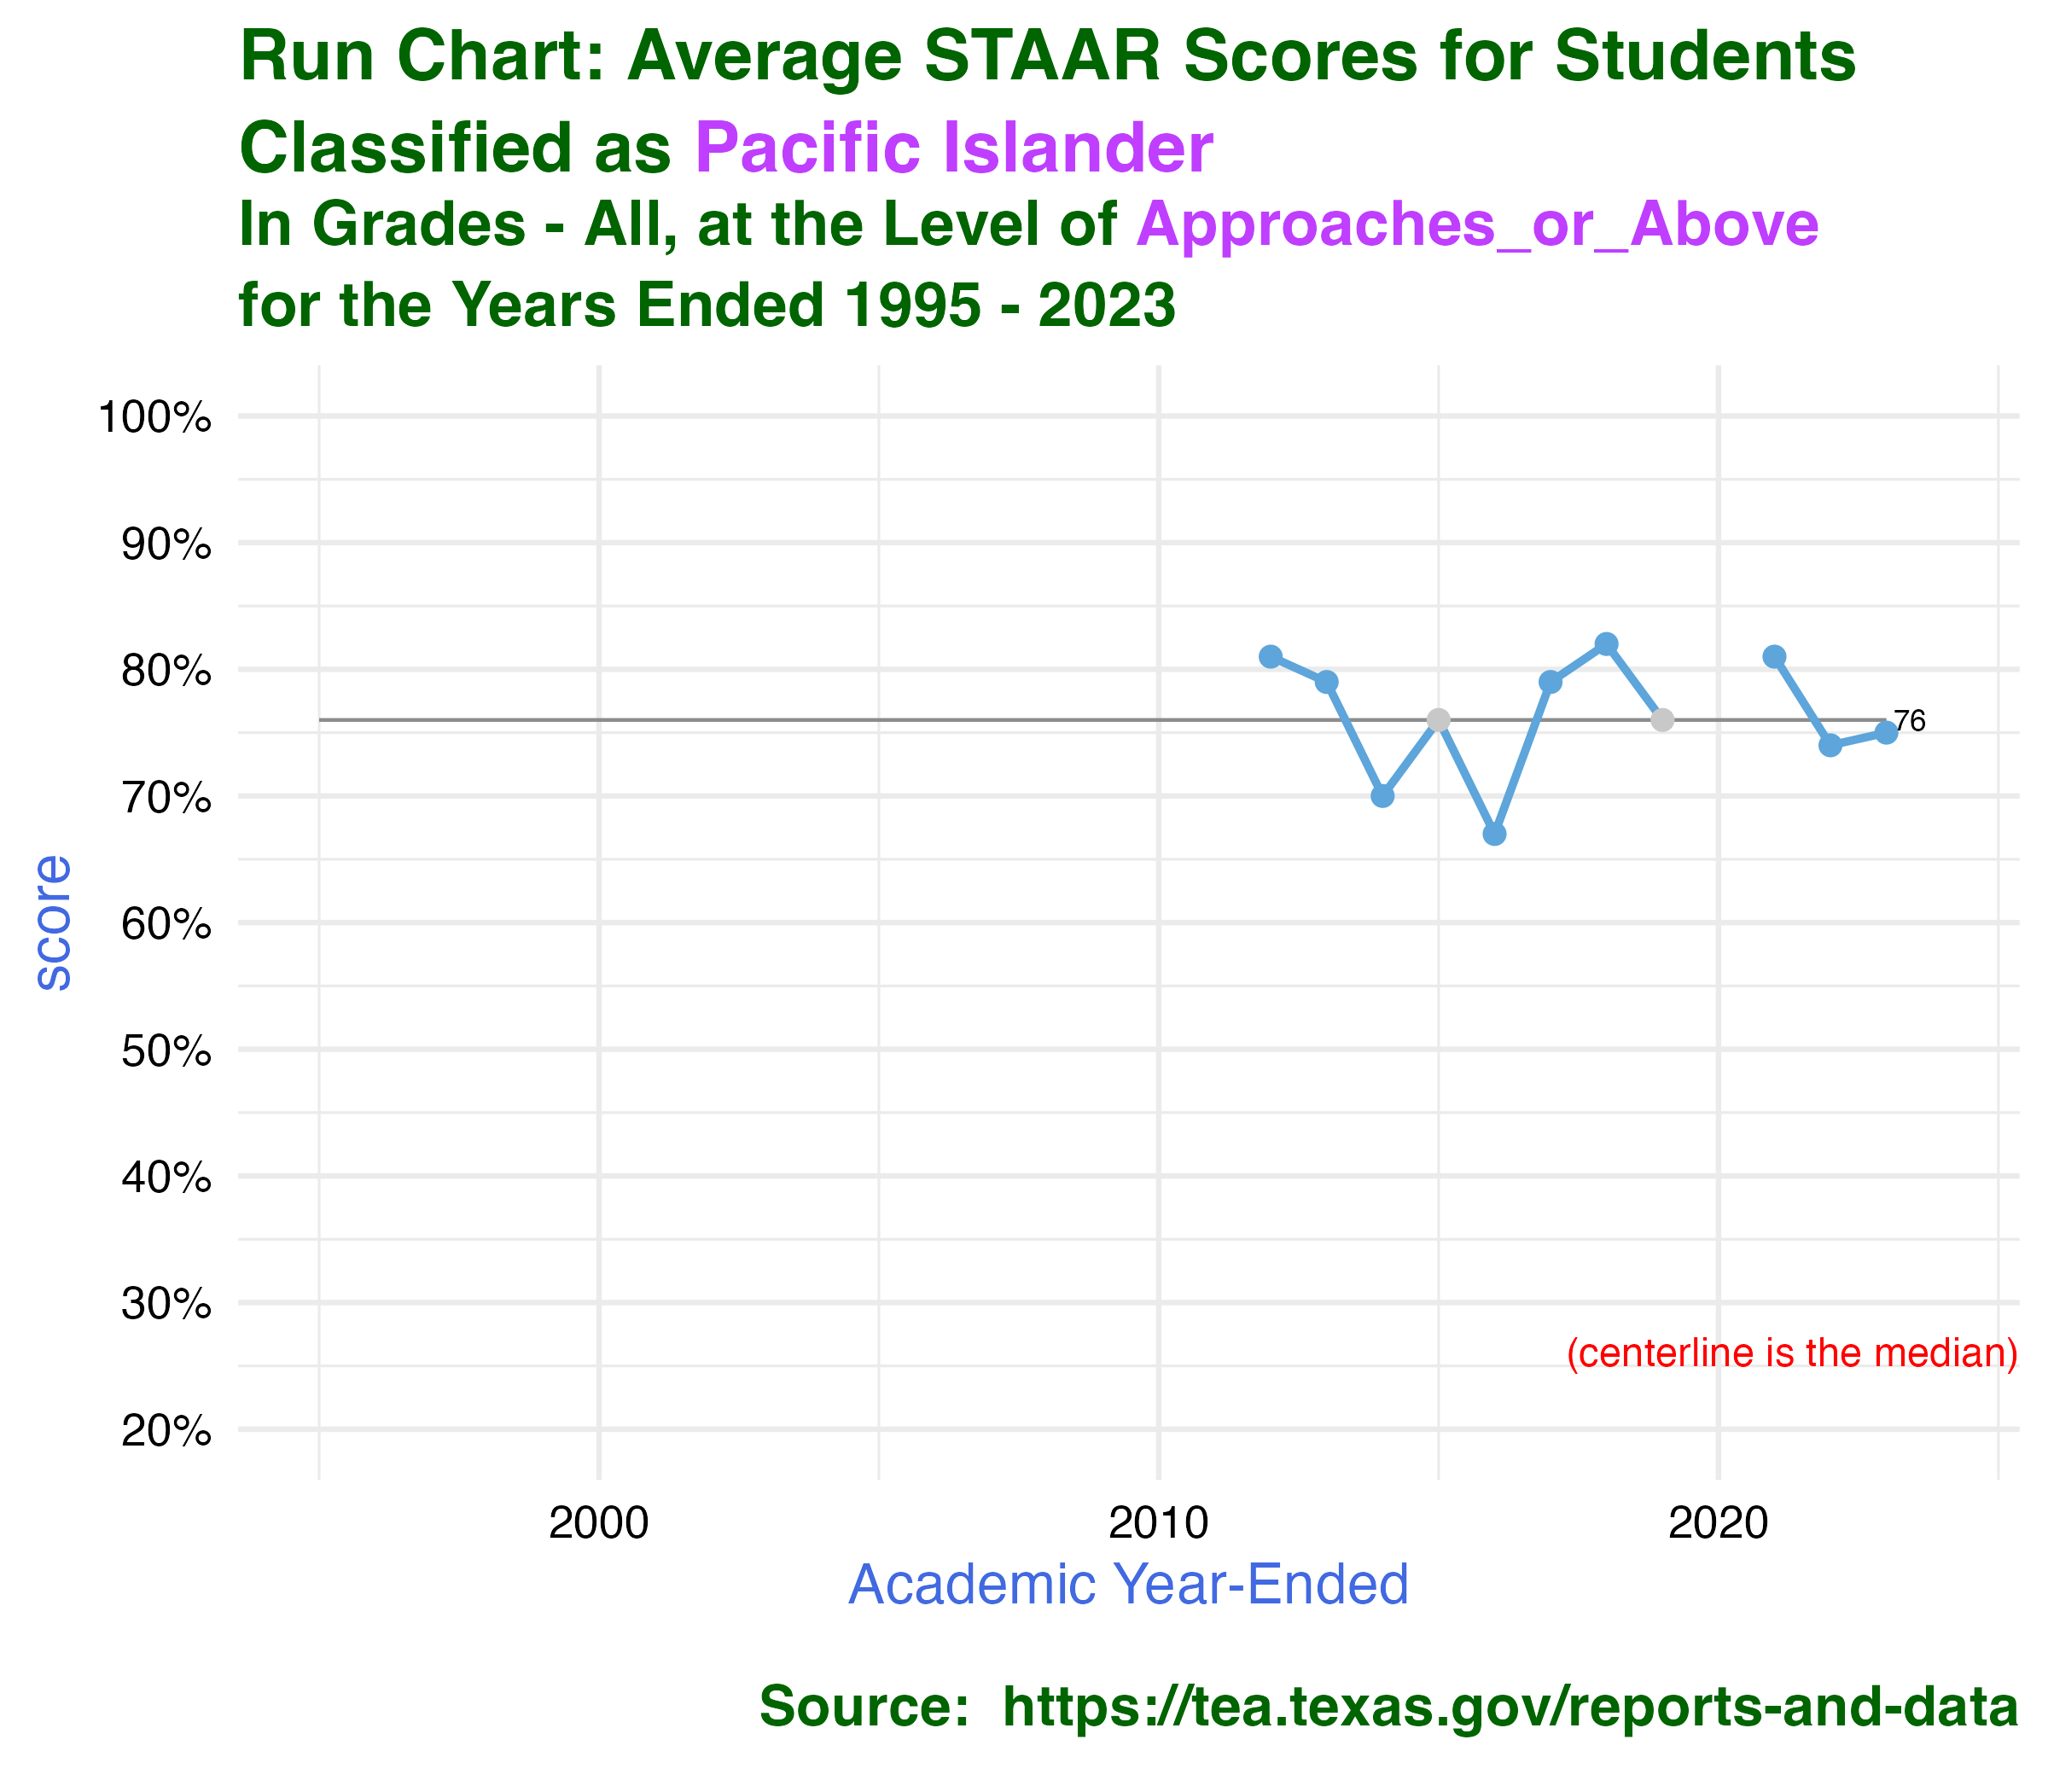 Run Chart: Average STAAR Scores for Students
Classified as Pacific Islander
In Grades - All, at the Level of Approaches_or_Above
for the Years Ended 1995 - 2023
100%
90%
80%
70%
60%
50%
40%
30%
20%
score
76
(centerline is the median)
2000
2010
2020
Academic Year-Ended
Source:  https://tea.texas.gov/reports-and-data